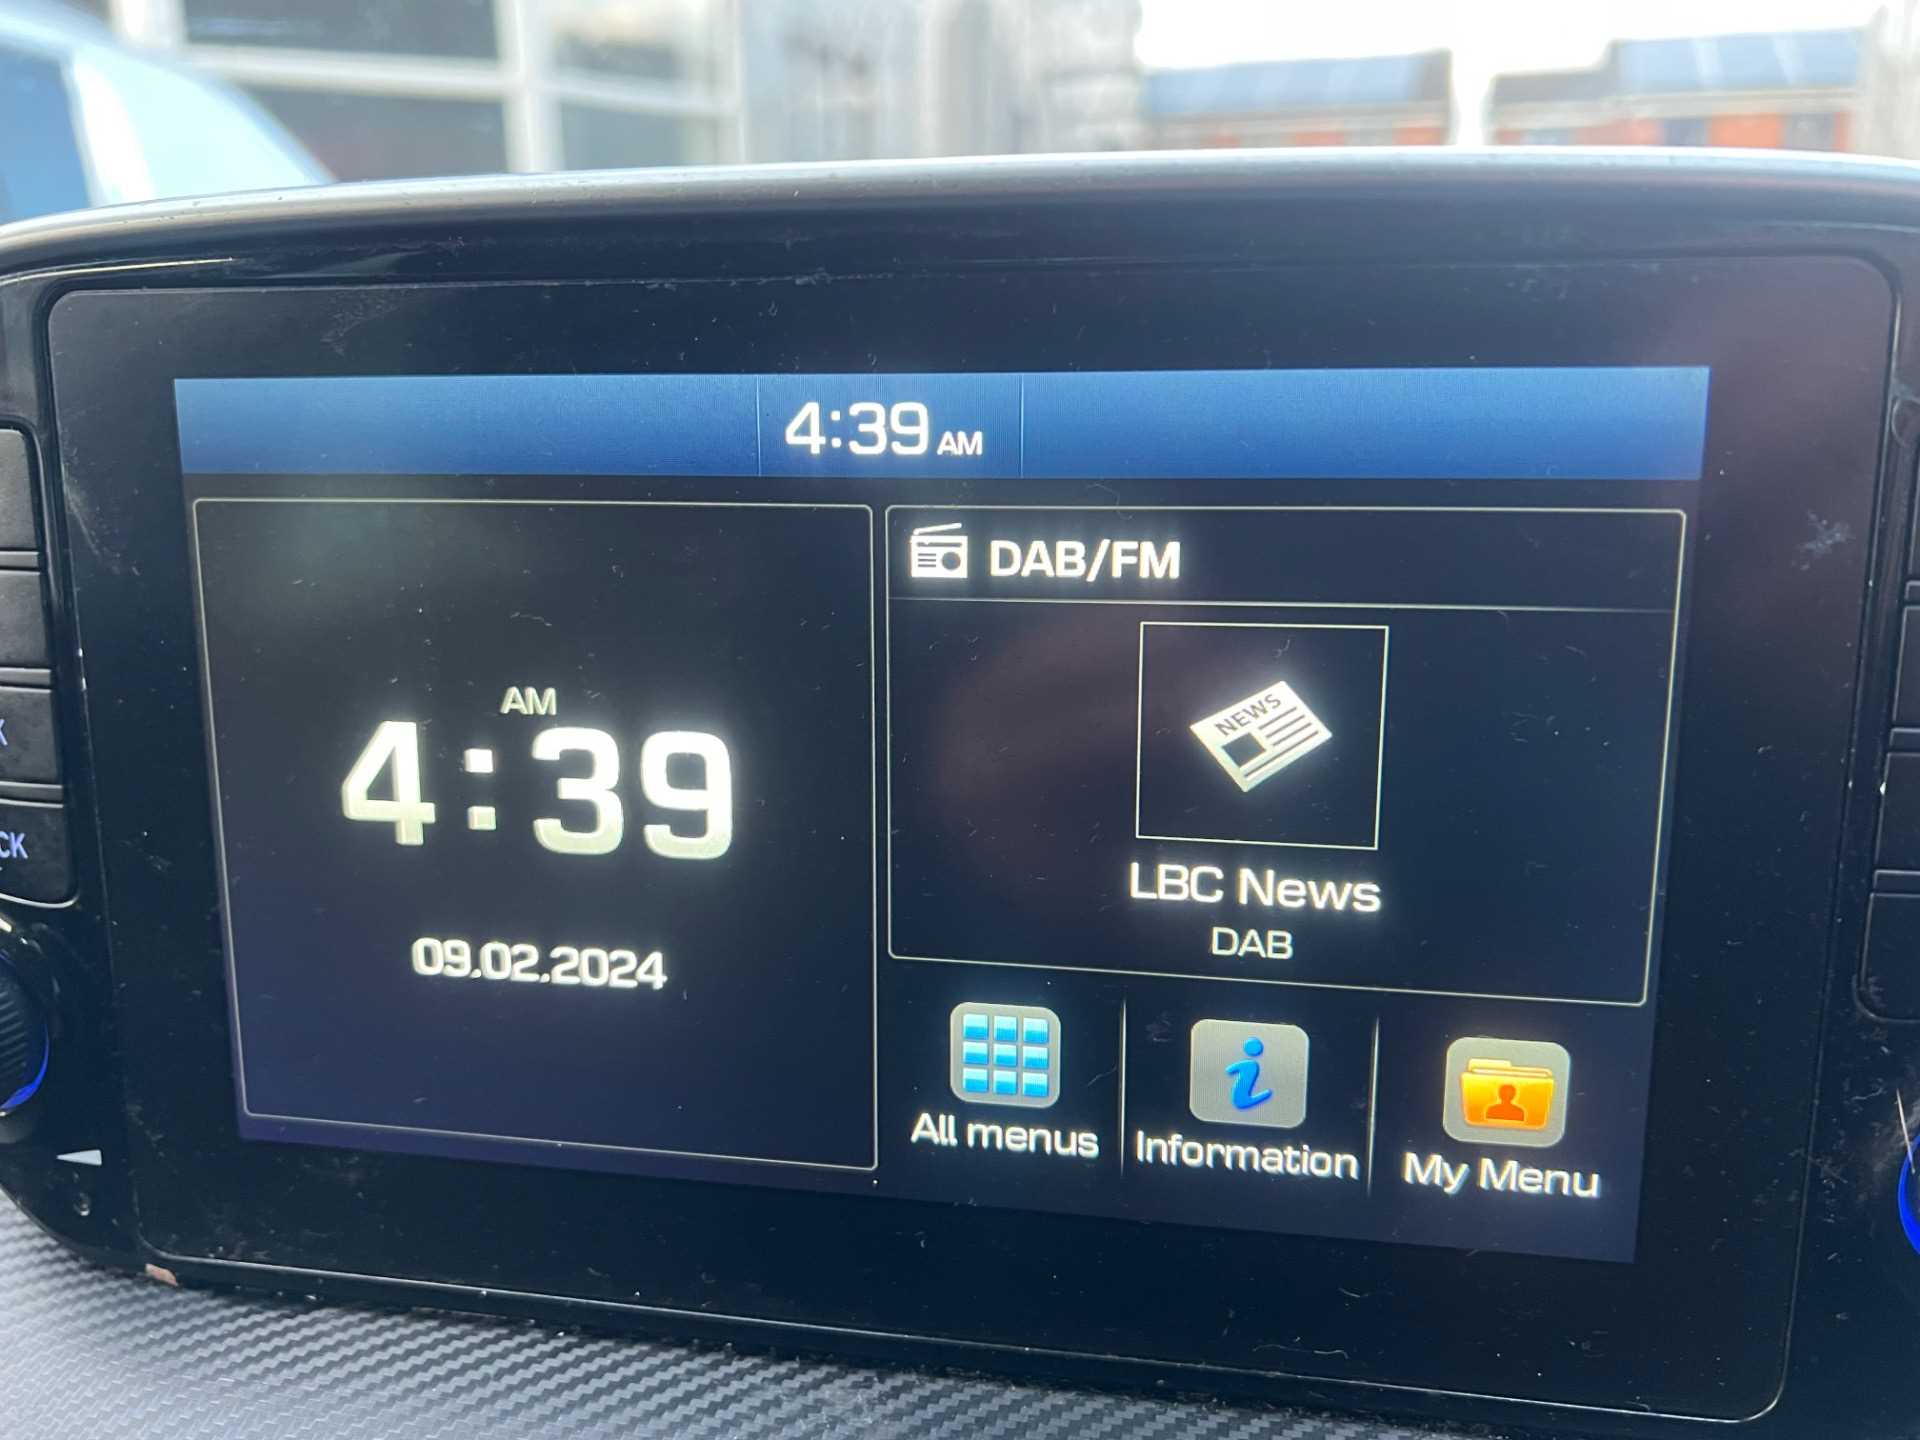 4:39 AM
AM
4:39
09.02.2024
DAB/FM
NEWS
LBC News
DAB
All menus
Information
My Menu